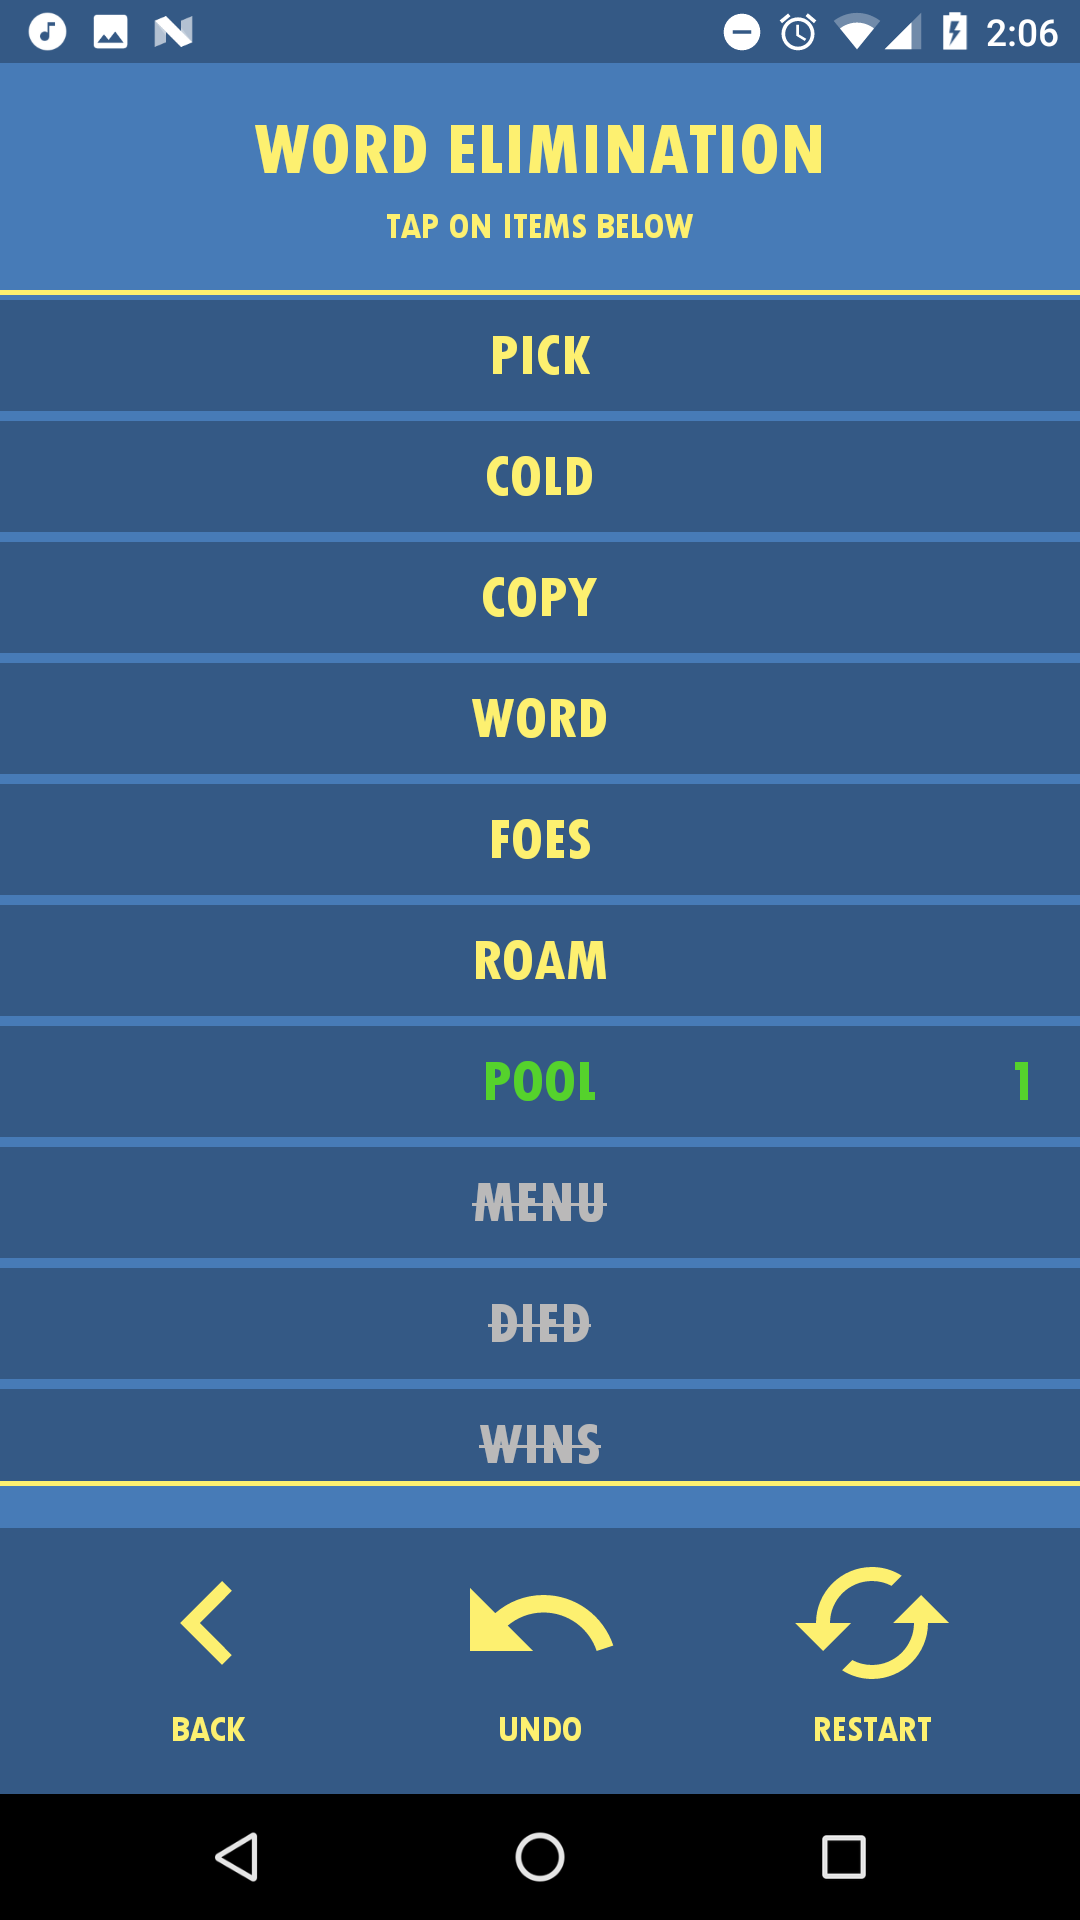 2:06
WORD ELIMINATION
TAP ON ITEMS BELOW
PICK
COLD
COPY
WORD
FOES
ROAM
POOL 1
MENU
DIED
WINS
BACK UNDO RESTART